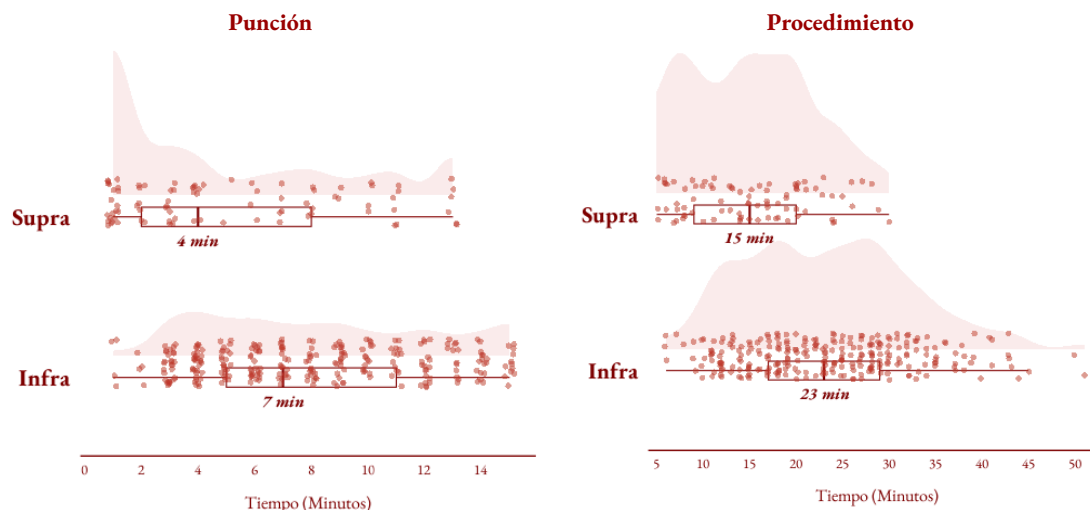 Punción
Supra
4 min
Infra
7 min
0 2 4 6 8 10 12 14
Tiempo (Minutos)
Procedimiento
Supra
15 min
Infra
23 min
5 10 15 20 25 30 35 40 45 50
Tiempo (Minutos)